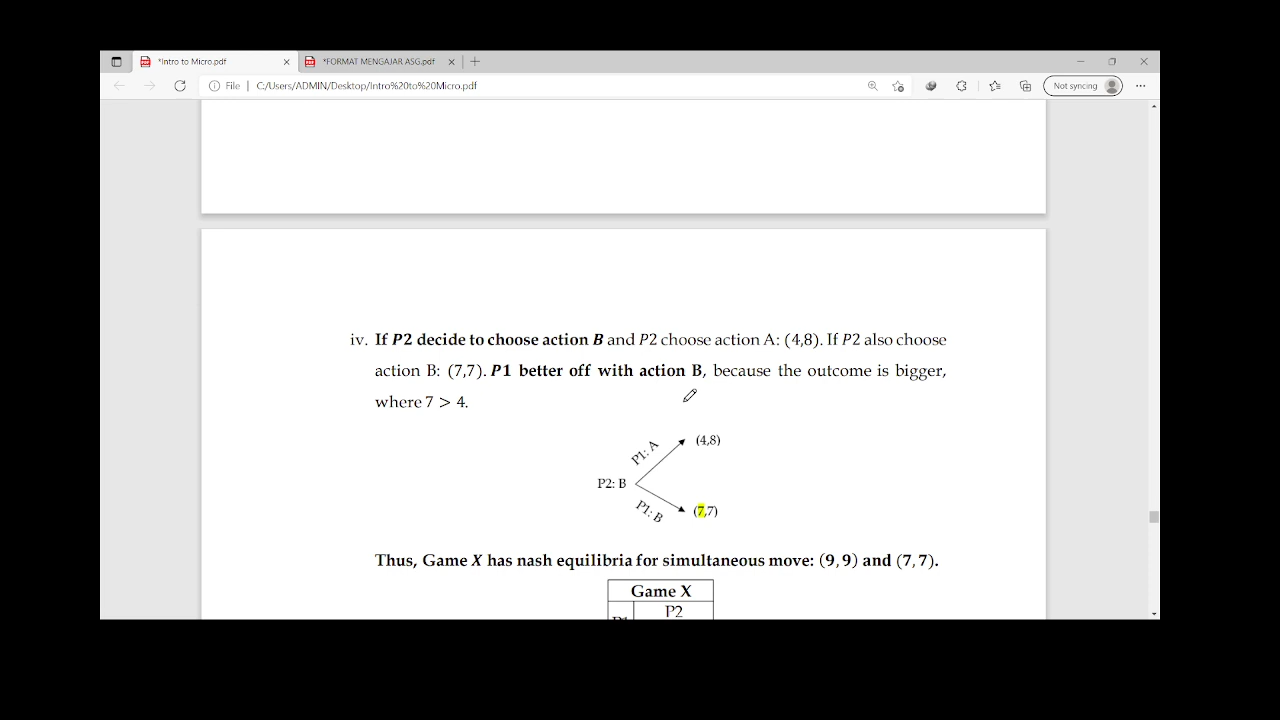 *Intro to Micro.pdf
*FORMAT MENGAJAR ASG.pdf
File
C:/Users/ADMIN/Desktop/Intro%20to%20Micro.pdf
Not syncing
iv. If P2 decide to choose action B and P2 choose action A: (4,8). If P2 also choose
action B: (7,7). P1 better off with action B, because the outcome is bigger,
where 7 > 4.
P1: A
(4,8)
P2: B
P1: B
(7,7)
Thus, Game X has nash equilibria for simultaneous move: (9, 9) and (7, 7).
Game X
P2